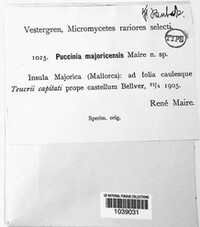 Vestergren, Micromycetes rariores selecti
TYPE
1025. Puccinia majoricensis Maire n. sp.
Insula Majorica (Mallorca): ad folia caulesque
Teucrii capitati prope castellum Bellver, 11/4 1905.
René Maire.
Specim. orig.
US NATIONAL FUNGUS COLLECTIONS
1039031